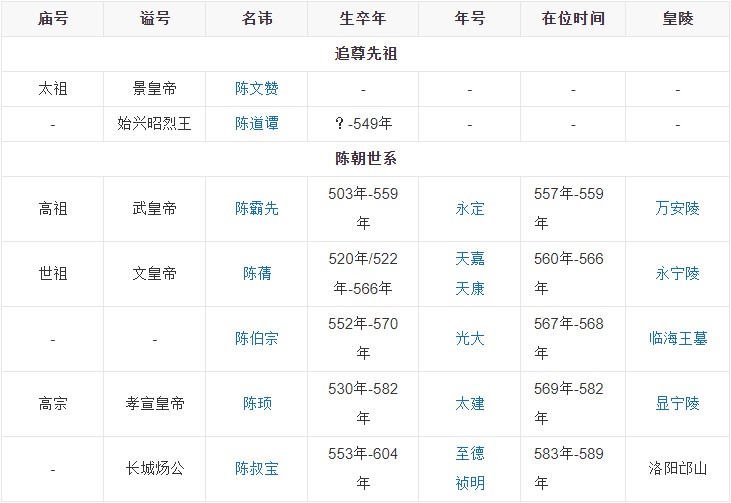 庙号 谥号 名讳 生卒年 年号 在位时间 皇陵
追尊先祖
太祖 景皇帝 陈文赞 - - - -
- 始兴昭烈王 陈道谭 ？-549年 - - -
陈朝世系
高祖 武皇帝 陈霸先 503年-559年 永定 557年-559年 万安陵
世祖 文皇帝 陈蒨 520年/522年-566年 天嘉 天康 560年-566年 永宁陵
- - 陈伯宗 552年-570年 光大 567年-568年 临海王墓
高宗 孝宣皇帝 陈顼 530年-582年 太建 569年-582年 显宁陵
- 长城炀公 陈叔宝 553年-604年 至德 祯明 583年-589年 洛阳邙山